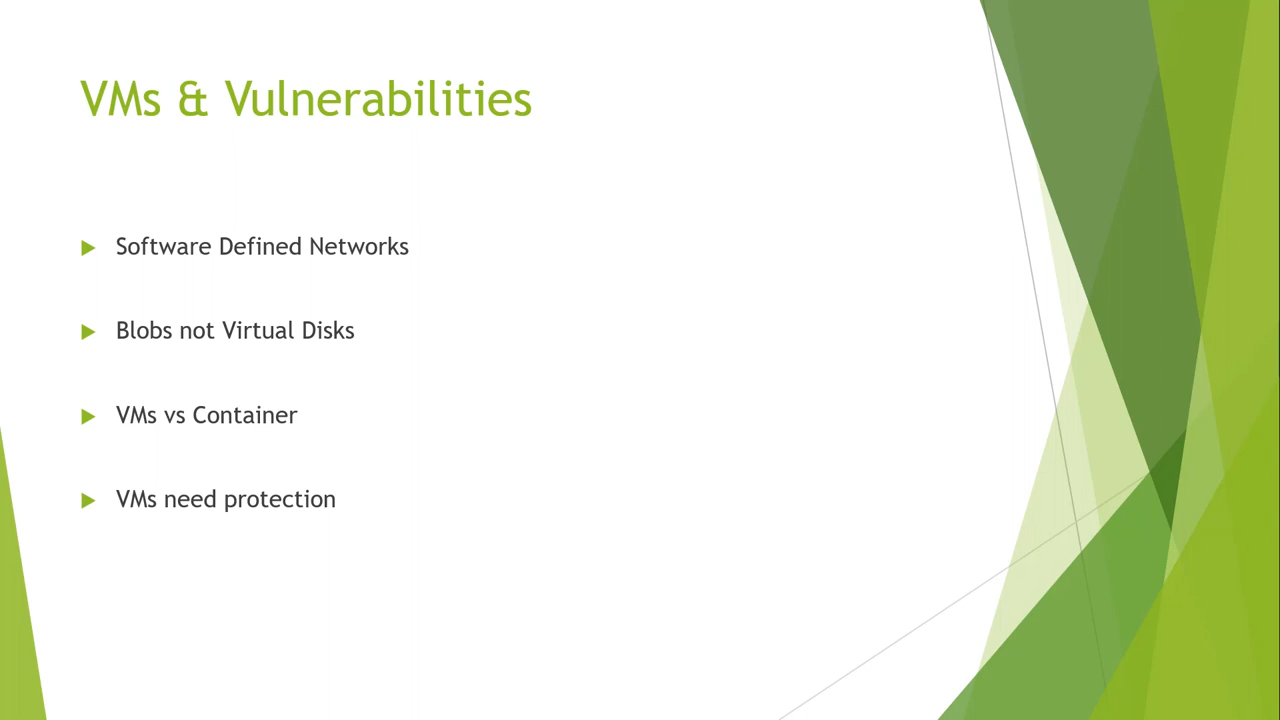 VMs & Vulnerabilities
Software Defined Networks
Blobs not Virtual Disks
VMs vs Container
VMs need protection